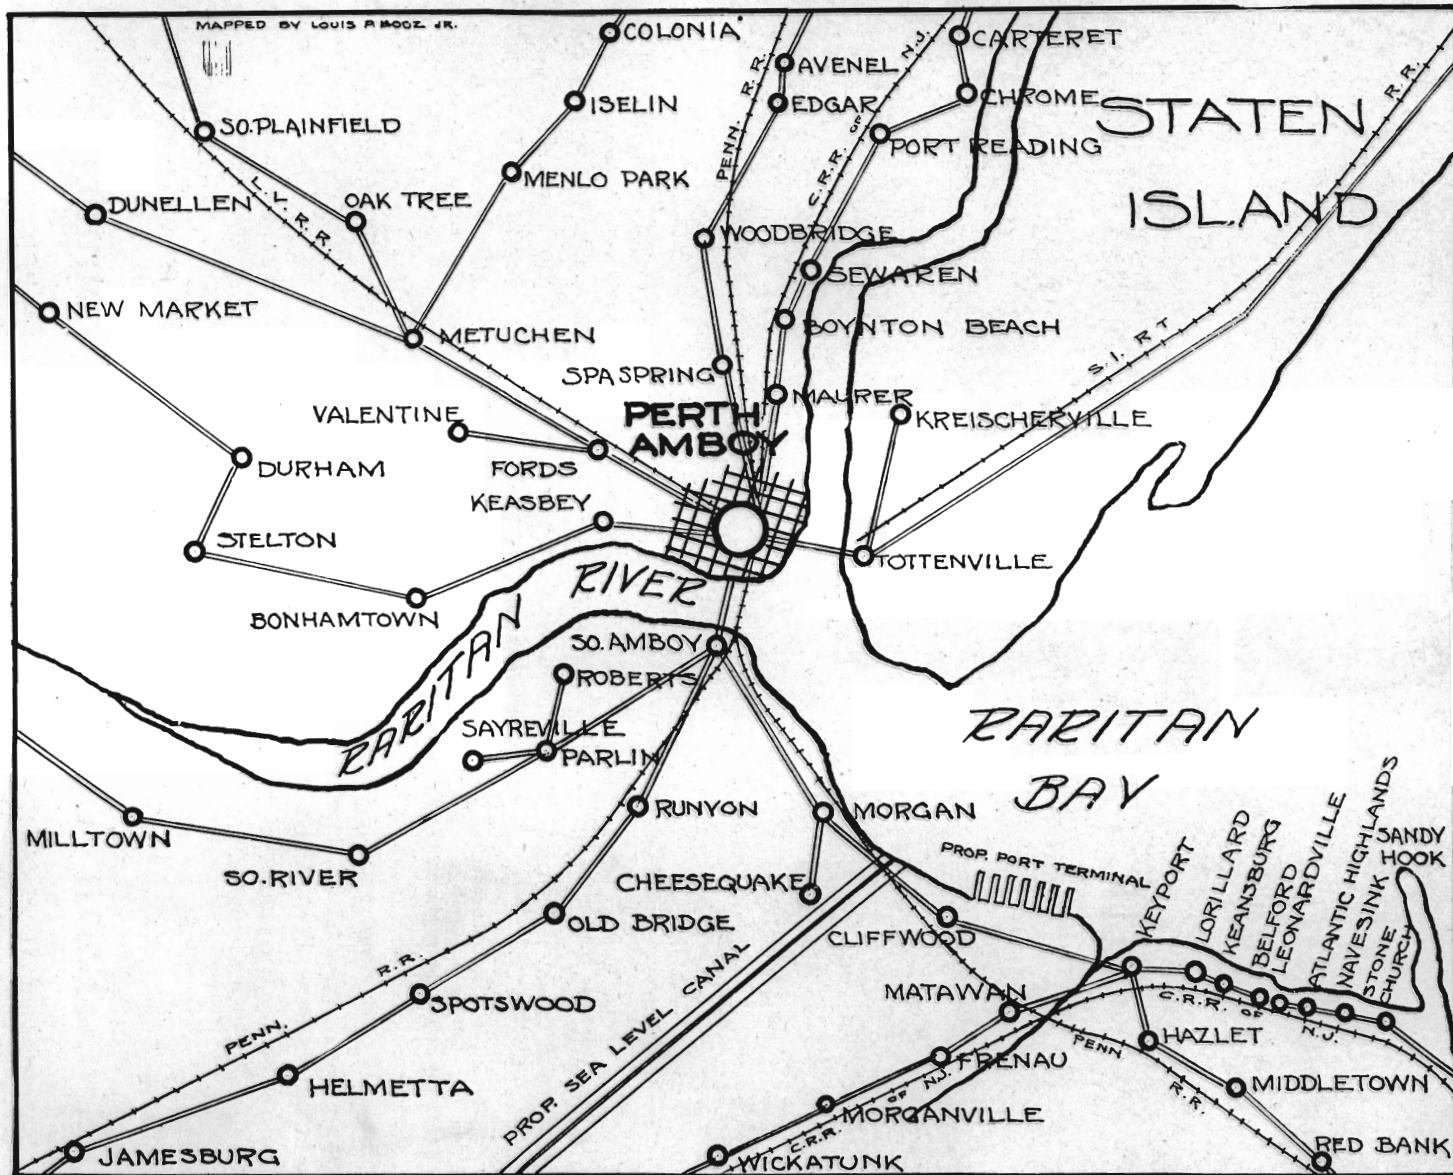 MAPPED BY LOUIS P. BOOZ JR.
COLONIA
CARTERET
AVENEL
ISELIN
EDGAR
CHROME
STATEN
ISLAND
SO. PLAINFIELD
PENN. R. R.
C. R. R. OF N. J.
R. R.
PORT READING
MENLO PARK
DUNELLEN
L. V. R. R.
OAK TREE
WOODBRIDGE
SEWAREN
NEW MARKET
METUCHEN
BOYNTON BEACH
S. I. R T
SPA SPRING
MAURER
VALENTINE
PERTH
AMBOY
KREISCHERVILLE
DURHAM
FORDS
KEASBEY
STELTON
TOTTENVILLE
BONHAMTOWN
RARITAN RIVER
SO. AMBOY
ROBERTS
SAYREVILLE
PARLIN
RARITAN
BAY
MILLTOWN
RUNYON
MORGAN
SO. RIVER
CHEESEQUAKE
PROP. PORT TERMINAL
KEYPORT
LORILLARD
KEANSBURG
BELFORD
LEONARDVILLE
ATLANTIC HIGHLANDS
NAVESINK
STONE
CHURCH
SANDY
HOOK
OLD BRIDGE
CLIFFWOOD
PENN. R. R.
SPOTSWOOD
PROP. SEA LEVEL CANAL
MATAWAN
C. R. R. OF N. J.
HELMETTA
FRENAU
PENN R. R.
HAZLET
MIDDLETOWN
C. R. R. OF N. J.
MORGANVILLE
JAMESBURG
WICKATUNK
RED BANK